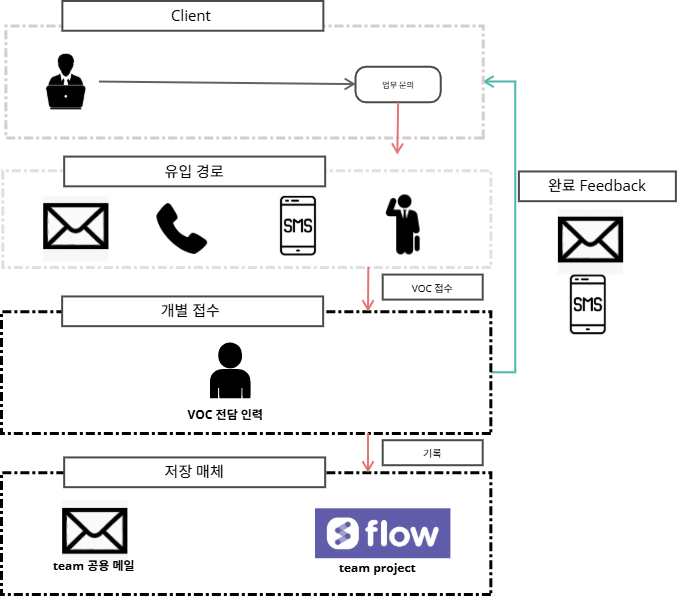 Client
업무 문의
유입 경로
SMS
완료 Feedback
SMS
VOC 접수
개별 접수
VOC 전담 인력
기록
저장 매체
flow
team 공용 메일
team project